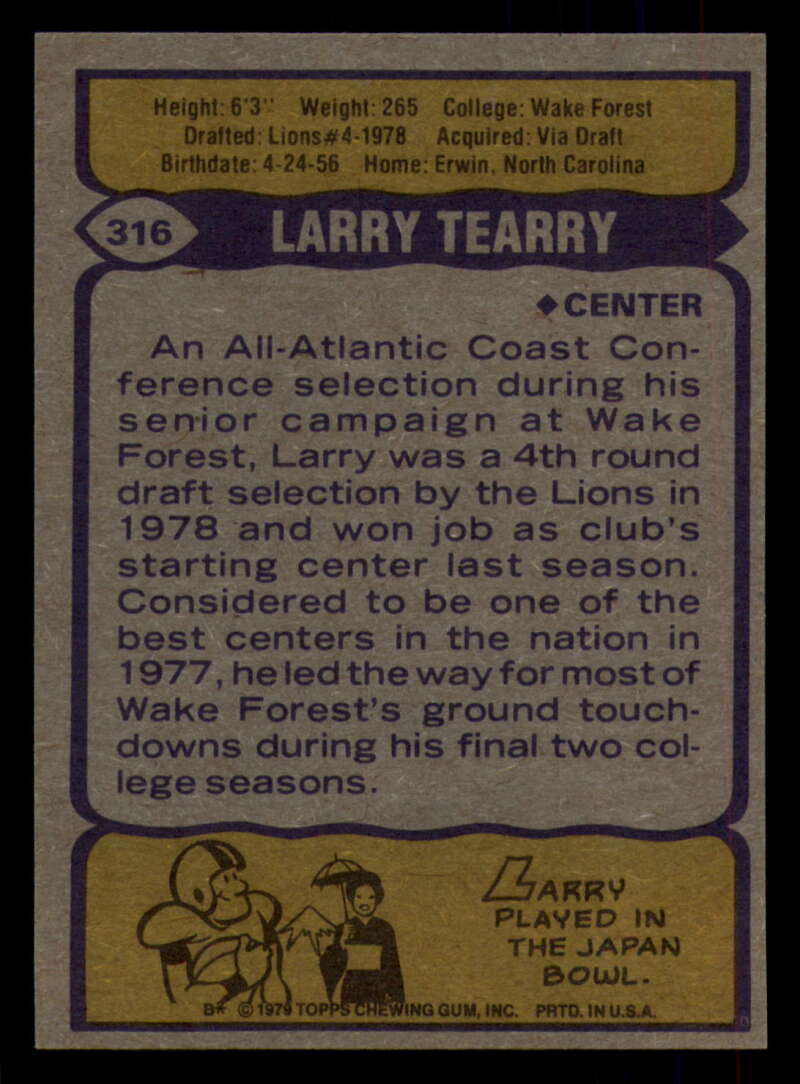 Height: 6'3" Weight: 265 College: Wake Forest
Drafted: Lions#4-1978 Acquired: Via Draft
Birthdate: 4-24-56 Home: Erwin, North Carolina
316 LARRY TEARRY
◆CENTER
An All-Atlantic Coast Con-
ference selection during his
senior campaign at Wake
Forest, Larry was a 4th round
draft selection by the Lions in
1978 and won job as club's
starting center last season.
Considered to be one of the
best centers in the nation in
1977, he led the way for most of
Wake Forest's ground touch-
downs during his final two col-
lege seasons.
LARRY
PLAYED IN
THE JAPAN
BOWL.
B* © 1979 TOPPS CHEWING GUM, INC. PRTD. IN U.S.A.